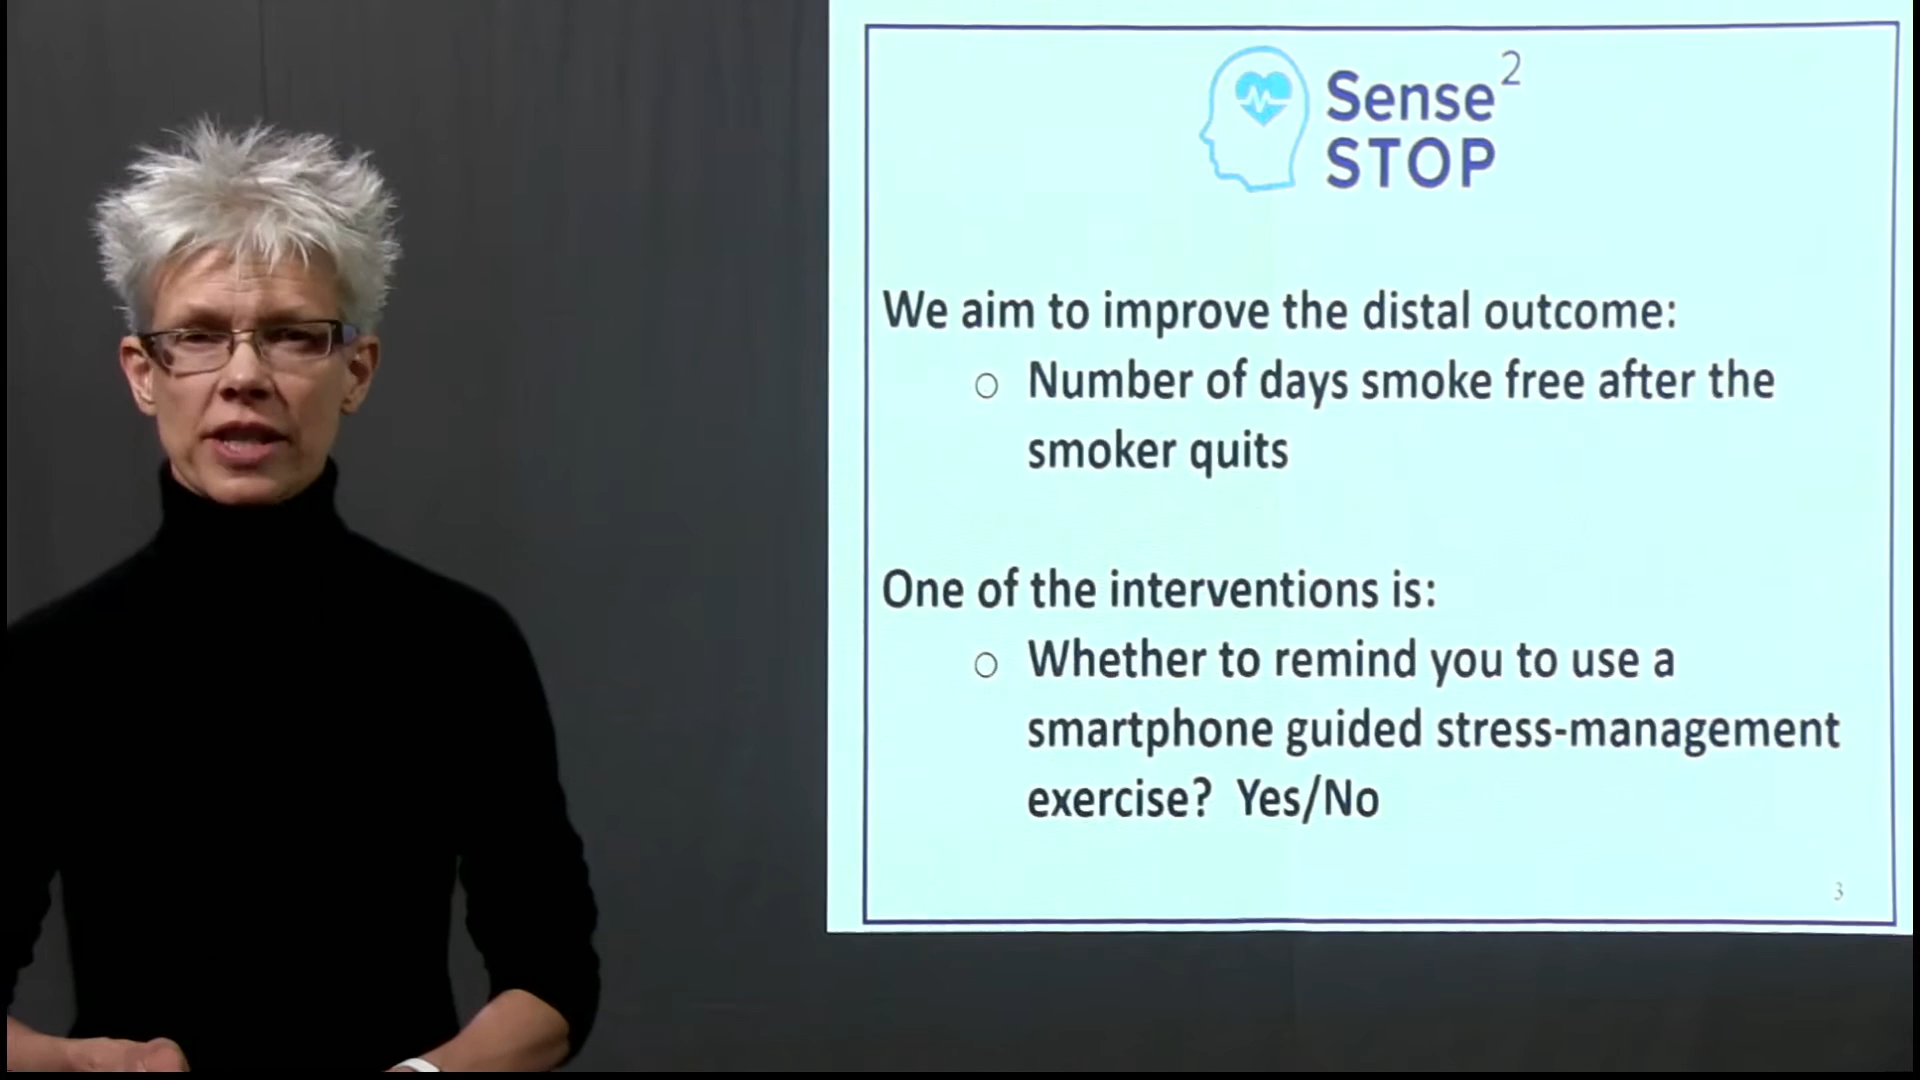 Sense²
STOP
We aim to improve the distal outcome:
○ Number of days smoke free after the
smoker quits
One of the interventions is:
○ Whether to remind you to use a
smartphone guided stress-management
exercise? Yes/No
3